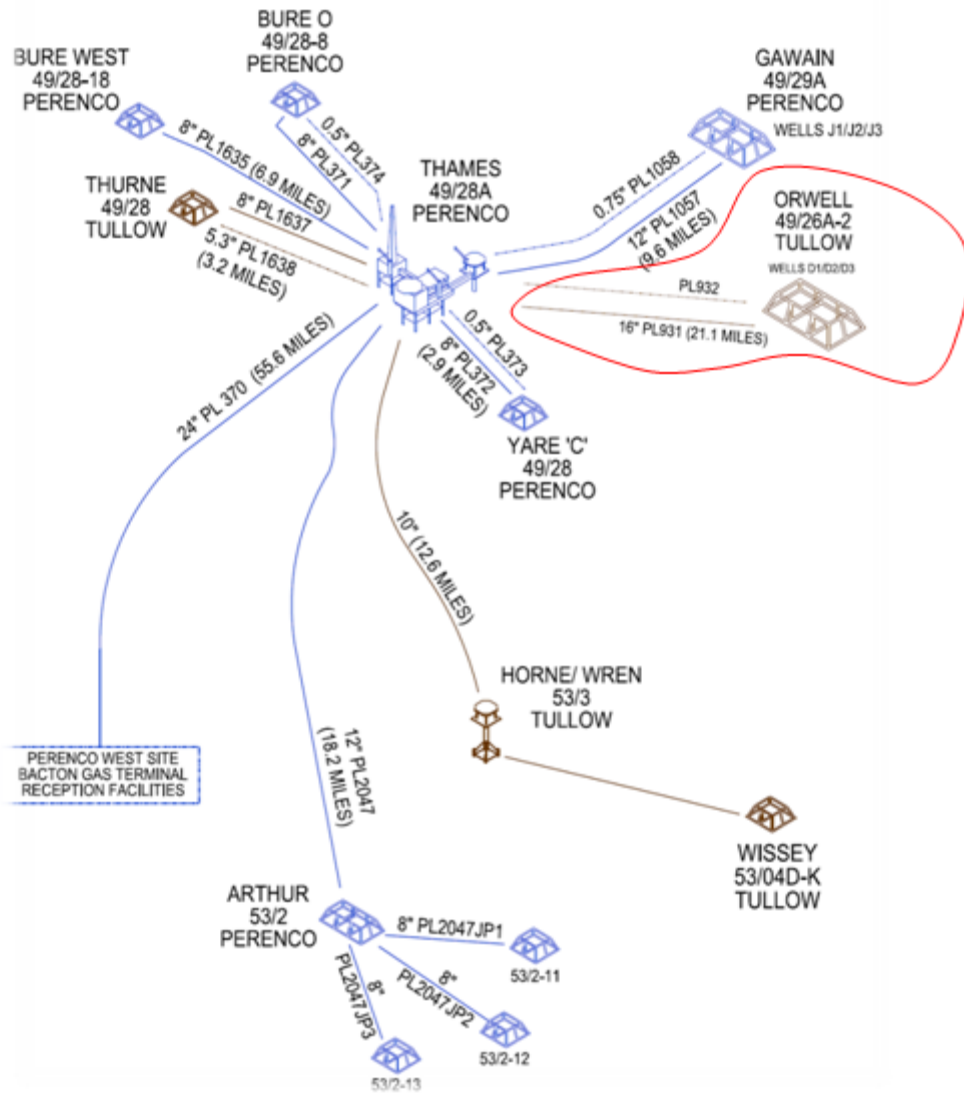 BURE O
49/28-8
PERENCO
BURE WEST
49/28-18
PERENCO
GAWAIN
49/29A
PERENCO
WELLS J1/J2/J3
0.5" PL374
8" PL371
8" PL1635 (6.9 MILES)
THAMES
49/28A
PERENCO
0.75" PL1058
12" PL1057
(9.6 MILES)
THURNE
49/28
TULLOW
8" PL1637
5.3" PL1638
(3.2 MILES)
ORWELL
49/26A-2
TULLOW
WELLS D1/D2/D3
PL932
16" PL931 (21.1 MILES)
0.5" PL373
8" PL372
(2.9 MILES)
24" PL 370 (55.6 MILES)
YARE 'C'
49/28
PERENCO
10" (12.6 MILES)
HORNE/ WREN
53/3
TULLOW
12" PL2047
(18.2 MILES)
PERENCO WEST SITE
BACTON GAS TERMINAL
RECEPTION FACILITIES
WISSEY
53/04D-K
TULLOW
ARTHUR
53/2
PERENCO
8" PL2047JP1
53/2-11
8"
PL2047JP2
53/2-12
8"
PL2047JP3
53/2-13